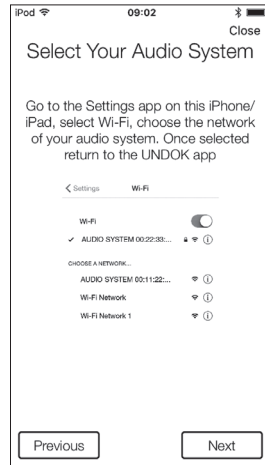 iPod 09:02
Close
Select Your Audio System
Go to the Settings app on this iPhone/
iPad, select Wi-Fi, choose the network
of your audio system. Once selected
return to the UNDOK app
Settings Wi-Fi
Wi-Fi
AUDIO SYSTEM 00:22:33:...
CHOOSE A NETWORK...
AUDIO SYSTEM 00:11:22:...
Wi-Fi Network
Wi-Fi Network 1
Previous Next